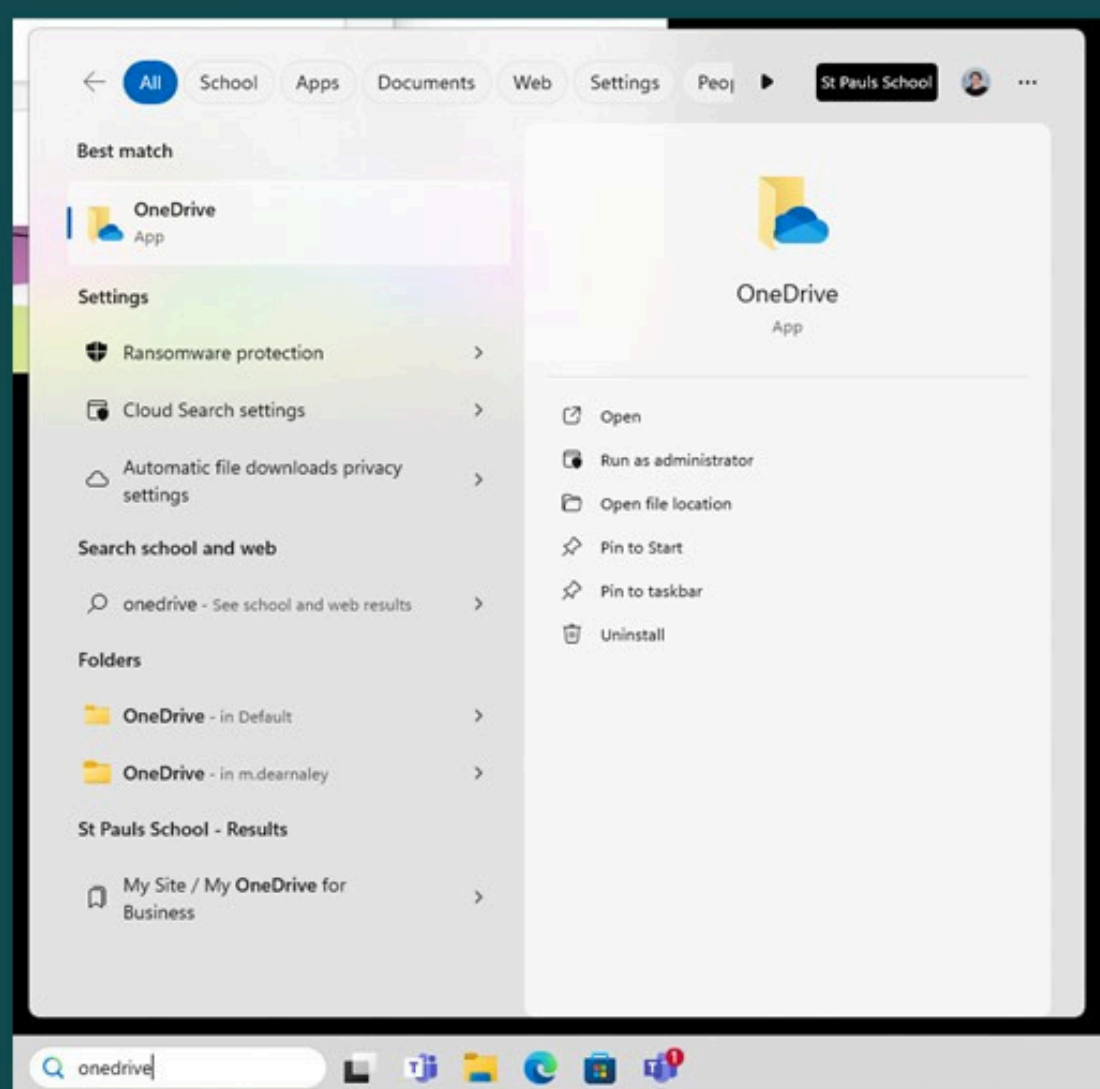 All School Apps Documents Web Settings Peop St Pauls School
Best match
OneDrive
App
Settings
Ransomware protection
Cloud Search settings
Automatic file downloads privacy
settings
Search school and web
onedrive - See school and web results
Folders
OneDrive - in Default
OneDrive - in m.dearnaley
St Pauls School - Results
My Site / My OneDrive for
Business
OneDrive
App
Open
Run as administrator
Open file location
Pin to Start
Pin to taskbar
Uninstall
onedrive
1